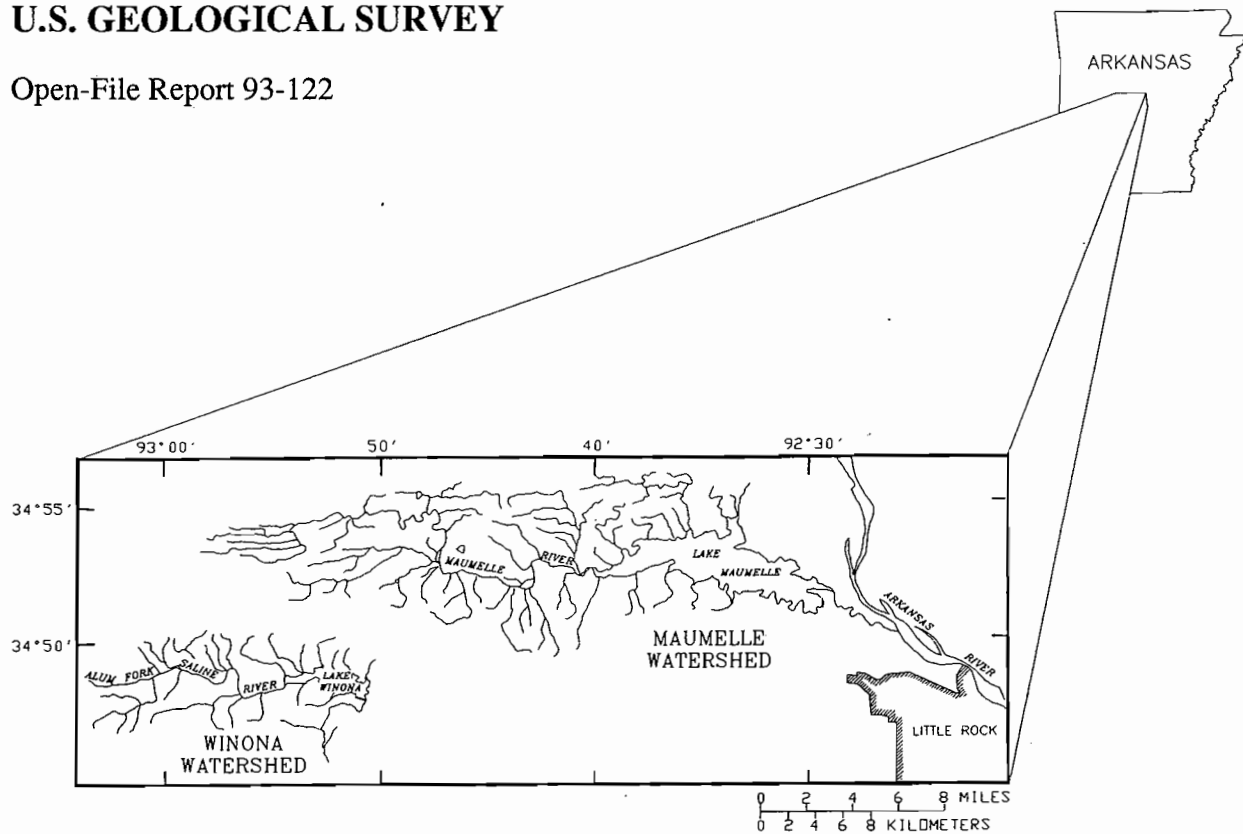 U.S. GEOLOGICAL SURVEY
Open-File Report 93-122
ARKANSAS
93°00' 50' 40' 92°30'
34°55'
LAKE
MAUMELLE
MAUMELLE RIVER
ARKANSAS RIVER
34°50'
MAUMELLE
WATERSHED
ALUM FORK SALINE RIVER
LAKE
WINONA
LITTLE ROCK
WINONA
WATERSHED
0 2 4 6 8 MILES
0 2 4 6 8 KILOMETERS